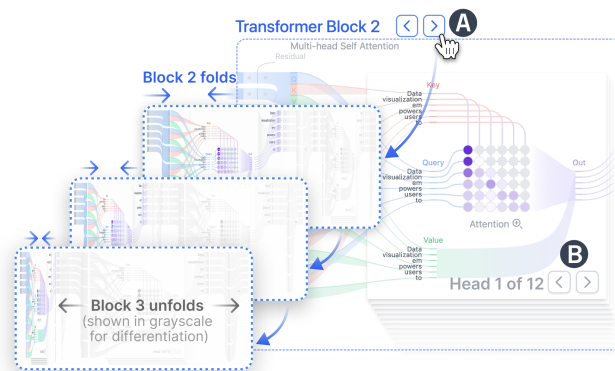 Transformer Block 2
A
Multi-head Self Attention
Residual
Block 2 folds
Key
Data
visualization
em
powers
users
to
Query
Data
visualization
em
powers
users
to
Out
Attention
Value
Data
visualization
em
powers
users
to
B
Head 1 of 12
Block 3 unfolds
(shown in grayscale
for differentiation)